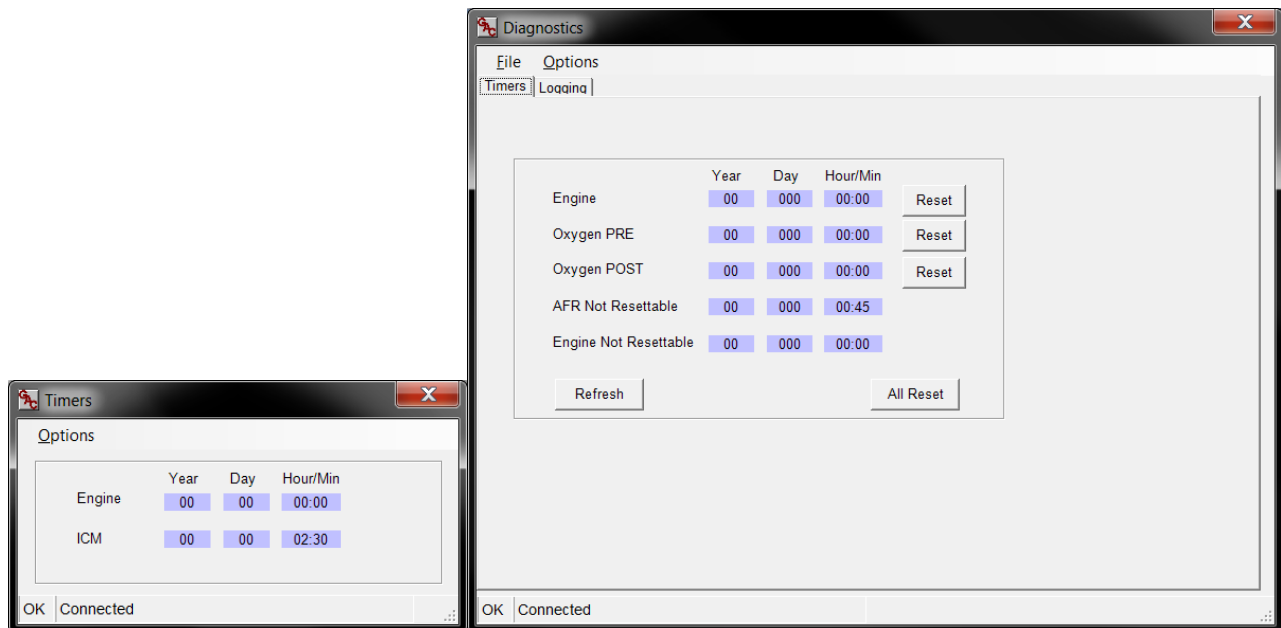 GAC Diagnostics
File Options
Timers Logging
Year Day Hour/Min
Engine 00 000 00:00 Reset
Oxygen PRE 00 000 00:00 Reset
Oxygen POST 00 000 00:00 Reset
AFR Not Resettable 00 000 00:45
Engine Not Resettable 00 000 00:00
Refresh All Reset
OK Connected
GAC Timers
Options
Year Day Hour/Min
Engine 00 00 00:00
ICM 00 00 02:30
OK Connected